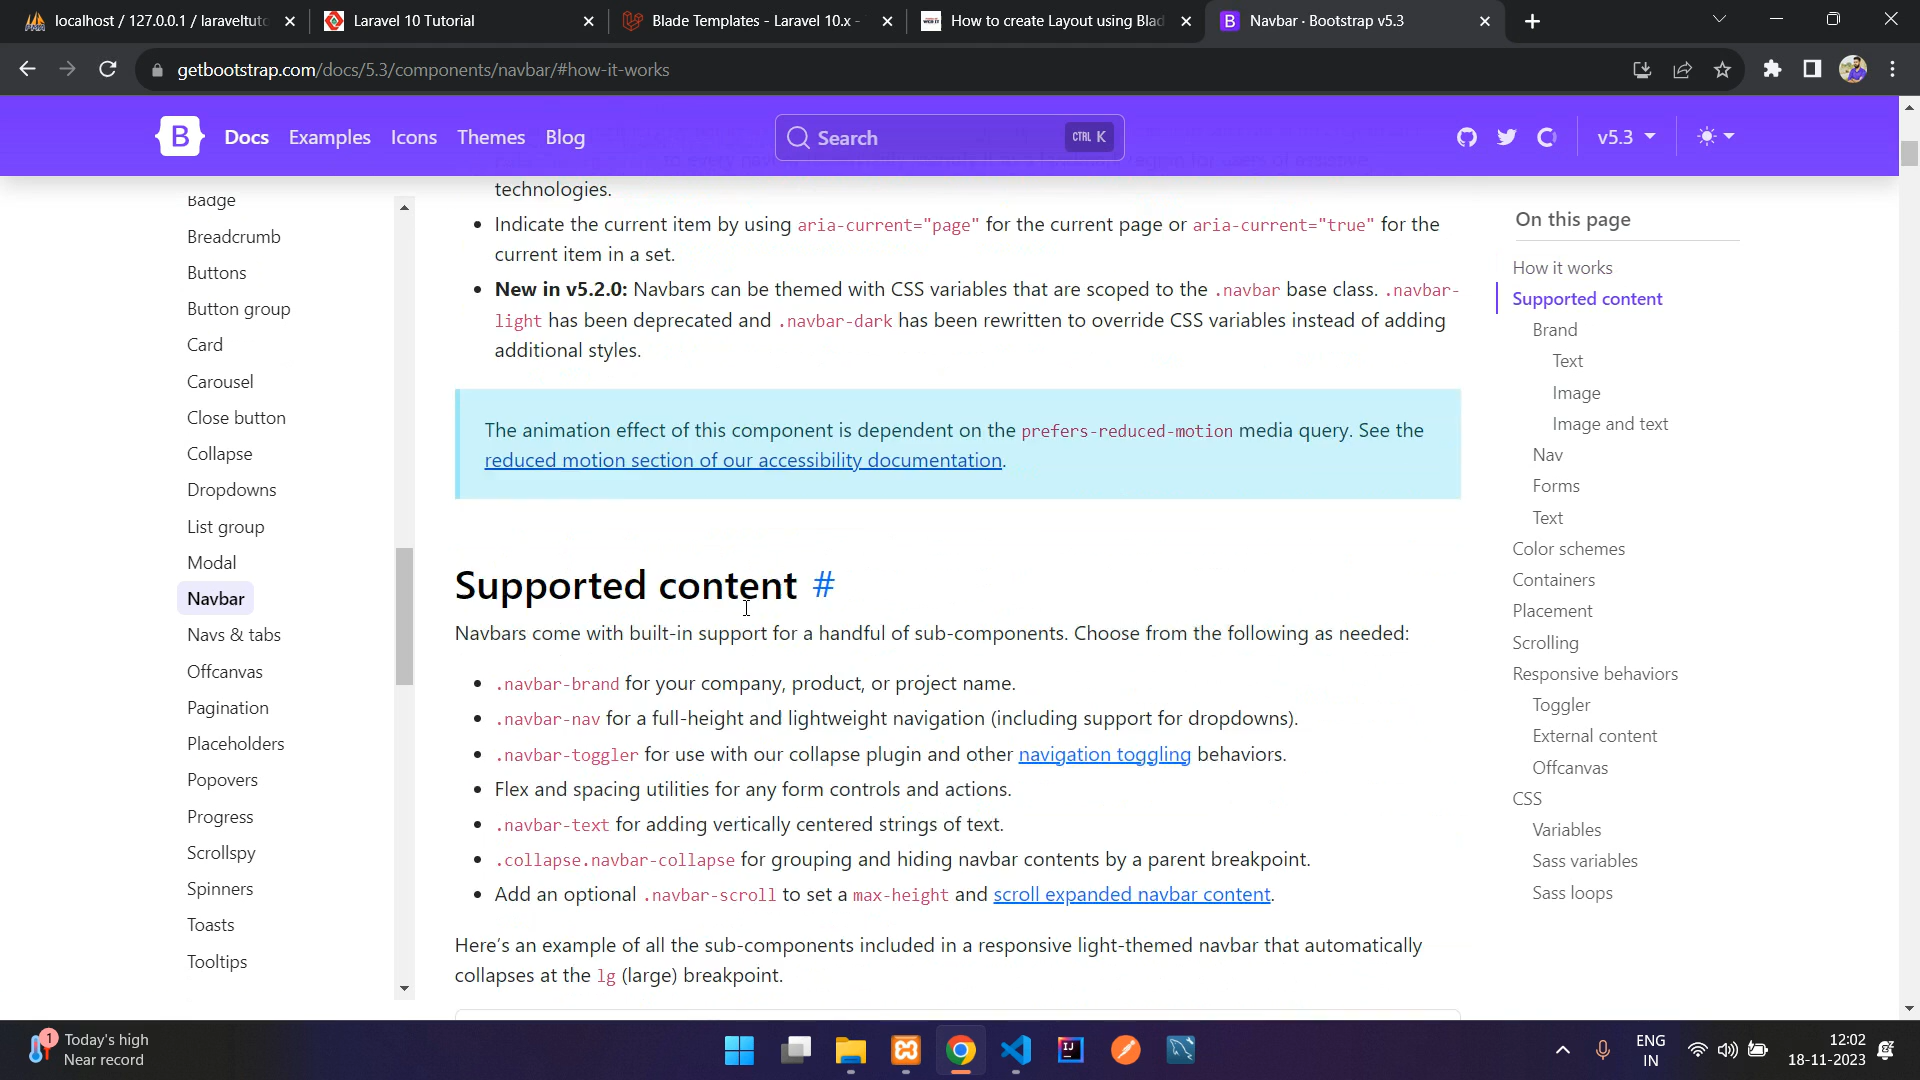 localhost / 127.0.0.1 / laraveltut
Laravel 10 Tutorial
Blade Templates - Laravel 10.x -
How to create Layout using Blad
Navbar · Bootstrap v5.3
getbootstrap.com/docs/5.3/components/navbar/#how-it-works
B
Docs
Examples
Icons
Themes
Blog
Search
CTRL K
v5.3
Badge
Breadcrumb
Buttons
Button group
Card
Carousel
Close button
Collapse
Dropdowns
List group
Modal
Navbar
Navs & tabs
Offcanvas
Pagination
Placeholders
Popovers
Progress
Scrollspy
Spinners
Toasts
Tooltips
technologies.
• Indicate the current item by using aria-current="page" for the current page or aria-current="true" for the
current item in a set.
• New in v5.2.0: Navbars can be themed with CSS variables that are scoped to the .navbar base class. .navbar-
light has been deprecated and .navbar-dark has been rewritten to override CSS variables instead of adding
additional styles.
The animation effect of this component is dependent on the prefers-reduced-motion media query. See the
reduced motion section of our accessibility documentation.
Supported content #
Navbars come with built-in support for a handful of sub-components. Choose from the following as needed:
• .navbar-brand for your company, product, or project name.
• .navbar-nav for a full-height and lightweight navigation (including support for dropdowns).
• .navbar-toggler for use with our collapse plugin and other navigation toggling behaviors.
• Flex and spacing utilities for any form controls and actions.
• .navbar-text for adding vertically centered strings of text.
• .collapse.navbar-collapse for grouping and hiding navbar contents by a parent breakpoint.
• Add an optional .navbar-scroll to set a max-height and scroll expanded navbar content.
Here's an example of all the sub-components included in a responsive light-themed navbar that automatically
collapses at the lg (large) breakpoint.
On this page
How it works
Supported content
Brand
Text
Image
Image and text
Nav
Forms
Text
Color schemes
Containers
Placement
Scrolling
Responsive behaviors
Toggler
External content
Offcanvas
CSS
Variables
Sass variables
Sass loops
1
Today's high
Near record
IJ
ENG
IN
12:02
18-11-2023